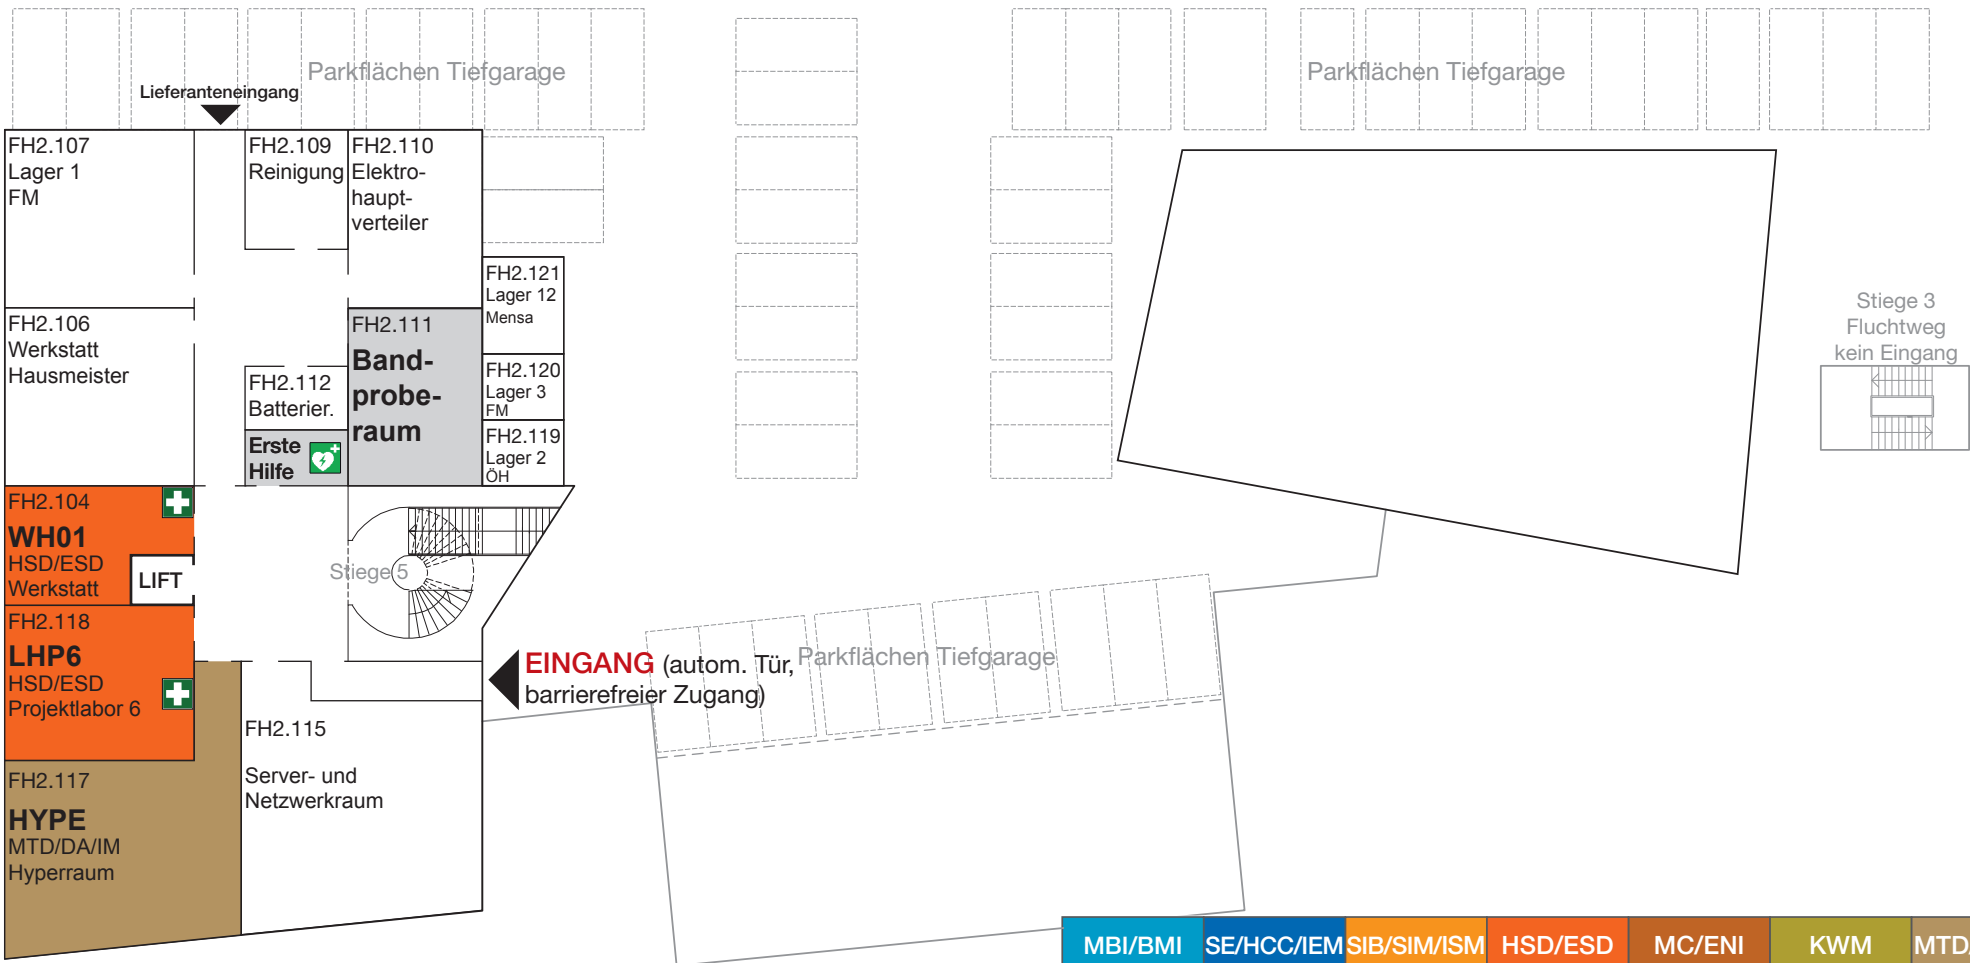 Parkflächen Tiefgarage
Parkflächen Tiefgarage
Lieferanteneingang
FH2.107
Lager 1
FM
FH2.109
Reinigung
FH2.110
Elektro-
haupt-
verteiler
FH2.121
Lager 12
Mensa
FH2.106
Werkstatt
Hausmeister
FH2.111
Band-
probe-
raum
FH2.112
Batterier.
FH2.120
Lager 3
FM
Erste
Hilfe
FH2.119
Lager 2
ÖH
Stiege 3
Fluchtweg
kein Eingang
FH2.104
WH01
HSD/ESD
Werkstatt
LIFT
Stiege 5
FH2.118
LHP6
HSD/ESD
Projektlabor 6
EINGANG (autom. Tür,
barrierefreier Zugang)
Parkflächen Tiefgarage
FH2.115
Server- und
Netzwerkraum
FH2.117
HYPE
MTD/DA/IM
Hyperraum
MBI/BMI SE/HCC/IEM SIB/SIM/ISM HSD/ESD MC/ENI KWM MTD